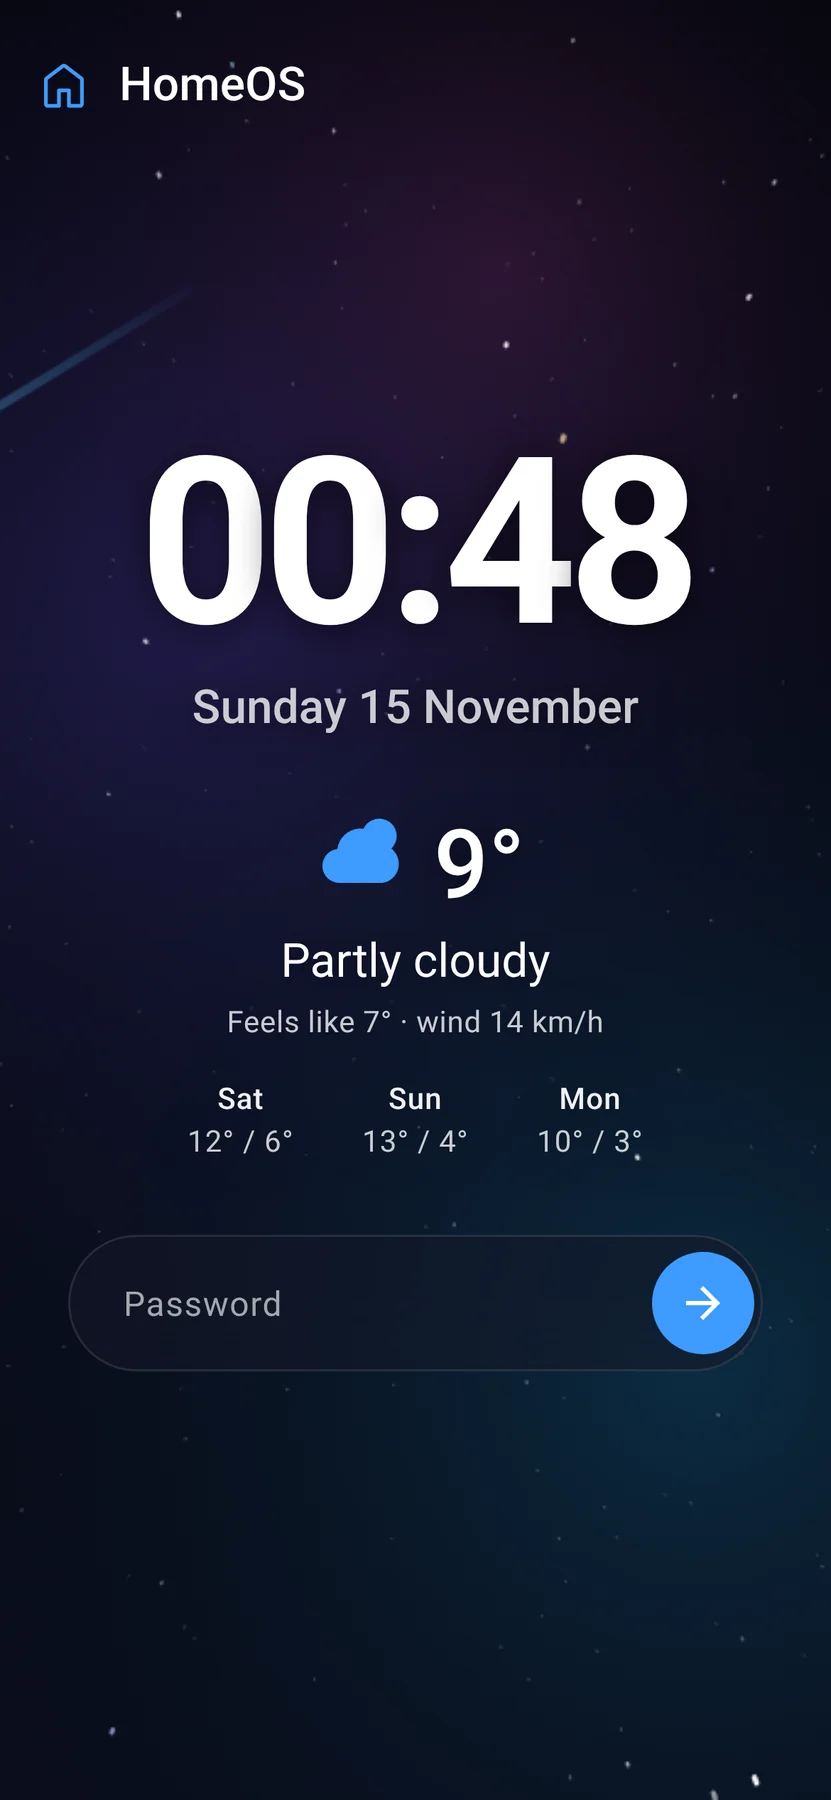 HomeOS
00:48
Sunday 15 November
9°
Partly cloudy
Feels like 7° · wind 14 km/h
Sat Sun Mon
12° / 6° 13° / 4° 10° / 3°
Password